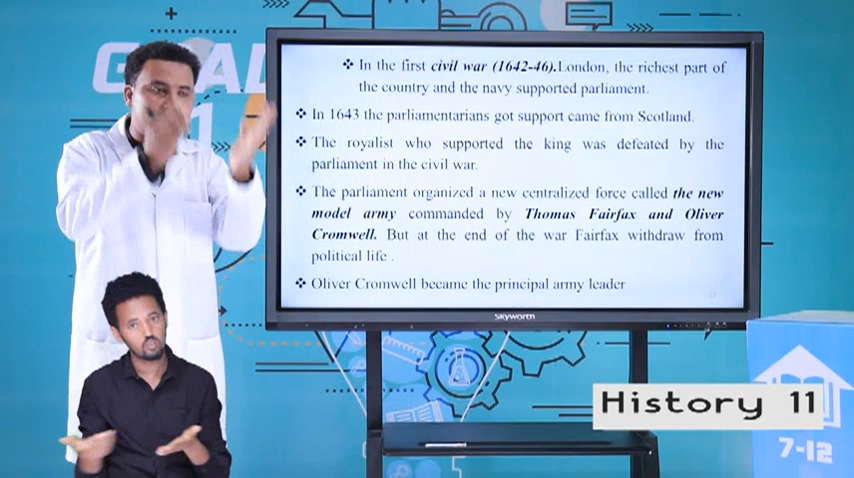 GRAD
1
❖ In the first civil war (1642-46).London, the richest part of
the country and the navy supported parliament.
❖ In 1643 the parliamentarians got support came from Scotland.
❖ The royalist who supported the king was defeated by the
parliament in the civil war.
❖ The parliament organized a new centralized force called the new
model army commanded by Thomas Fairfax and Oliver
Cromwell. But at the end of the war Fairfax withdraw from
political life .
❖ Oliver Cromwell became the principal army leader
17
Skyworth
History 11
7-12